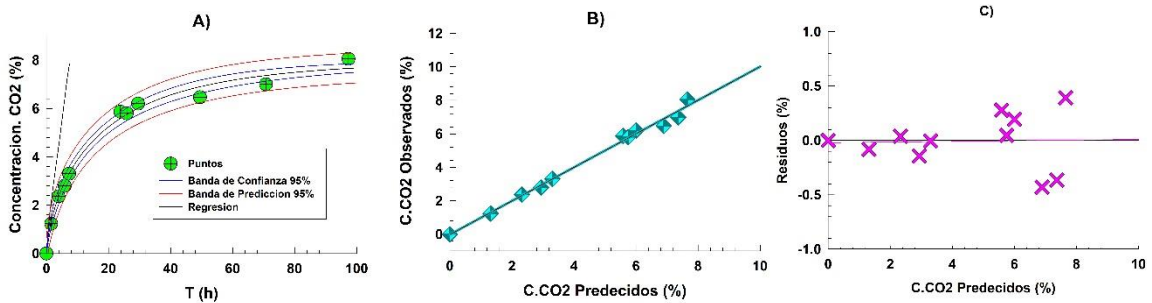 A)
Concentracion. CO2 (%)
8
6
4
2
0
Puntos
Banda de Confianza 95%
Banda de Prediccion 95%
Regresion
0 20 40 60 80 100
T (h)
B)
C.CO2 Observados (%)
12
10
8
6
4
2
0
0 2 4 6 8 10
C.CO2 Predecidos (%)
C)
Residuos (%)
1.0
0.5
0.0
-0.5
-1.0
0 2 4 6 8 10
C.CO2 Predecidos (%)